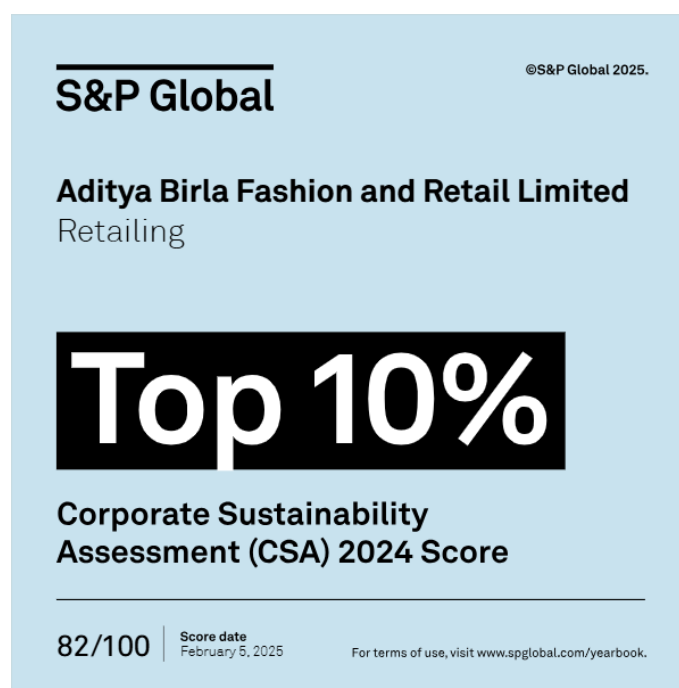 ©S&P Global 2025.
S&P Global
Aditya Birla Fashion and Retail Limited
Retailing
Top 10%
Corporate Sustainability
Assessment (CSA) 2024 Score
82/100
Score date
February 5, 2025
For terms of use, visit www.spglobal.com/yearbook.